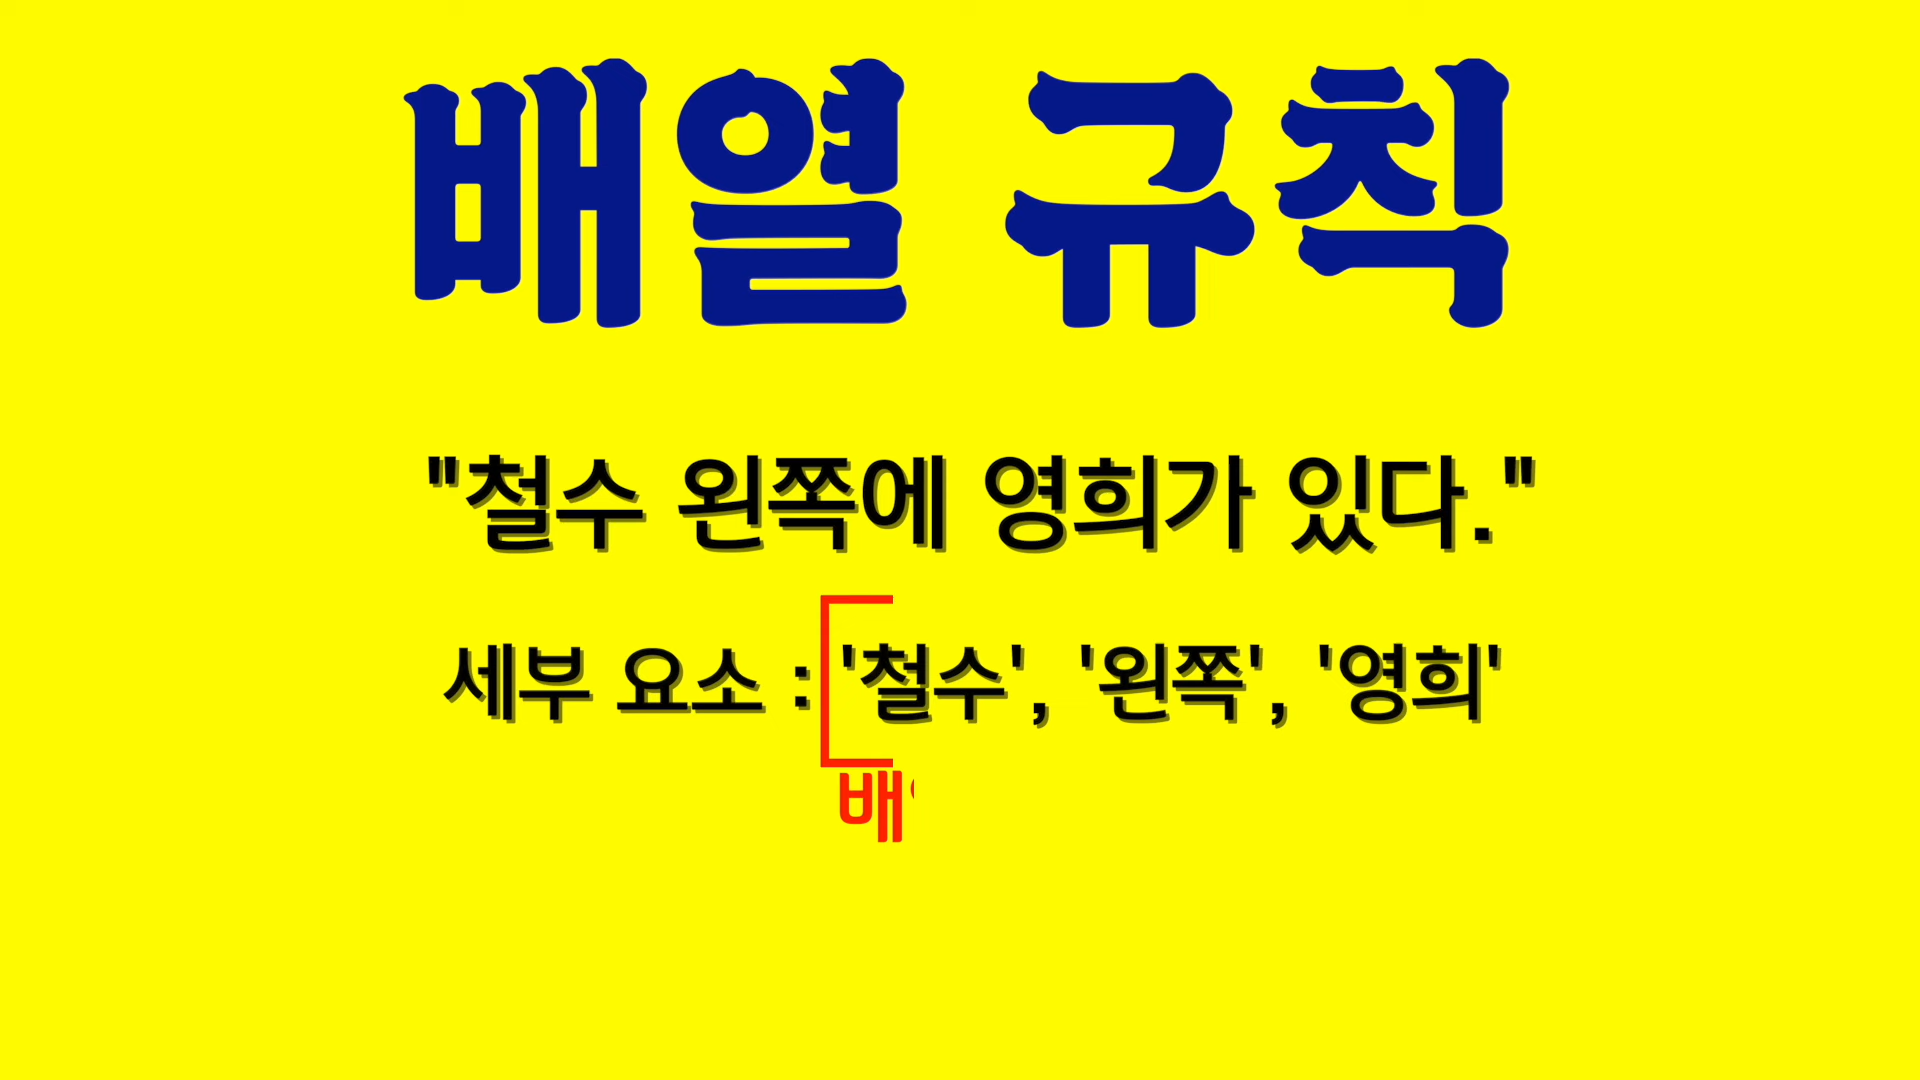 배열 규칙
"철수 왼쪽에 영희가 있다."
세부 요소 : '철수', '왼쪽', '영희'
배